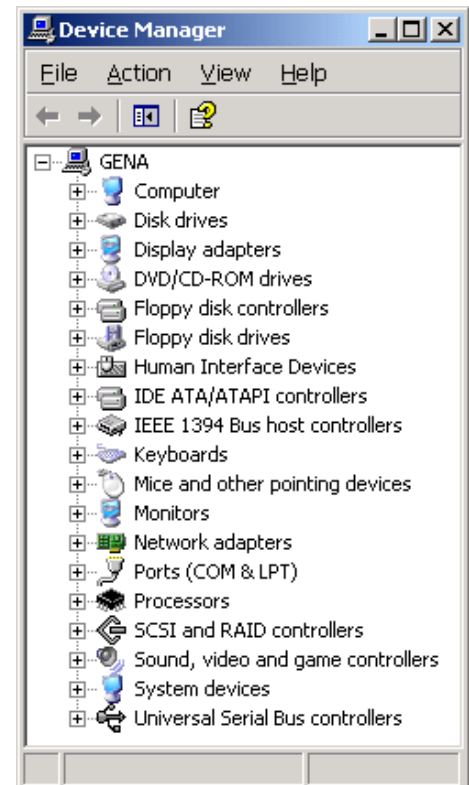 Device Manager
File Action View Help
GENA
Computer
Disk drives
Display adapters
DVD/CD-ROM drives
Floppy disk controllers
Floppy disk drives
Human Interface Devices
IDE ATA/ATAPI controllers
IEEE 1394 Bus host controllers
Keyboards
Mice and other pointing devices
Monitors
Network adapters
Ports (COM & LPT)
Processors
SCSI and RAID controllers
Sound, video and game controllers
System devices
Universal Serial Bus controllers